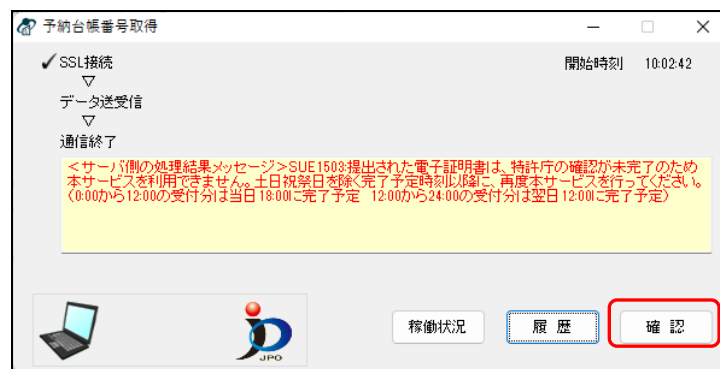 予納台帳番号取得
✓SSL接続
開始時刻 10:02:42
▽
データ送受信
▽
通信終了
＜サーバ側の処理結果メッセージ＞SUE1503:提出された電子証明書は、特許庁の確認が未完了のため
本サービスを利用できません。土日祝祭日を除く完了予定時刻以降に、再度本サービスを行ってください。
(0:00から12:00の受付分は当日18:00に完了予定 12:00から24:00の受付分は翌日12:00に完了予定)
JPO
稼働状況 履 歴 確 認